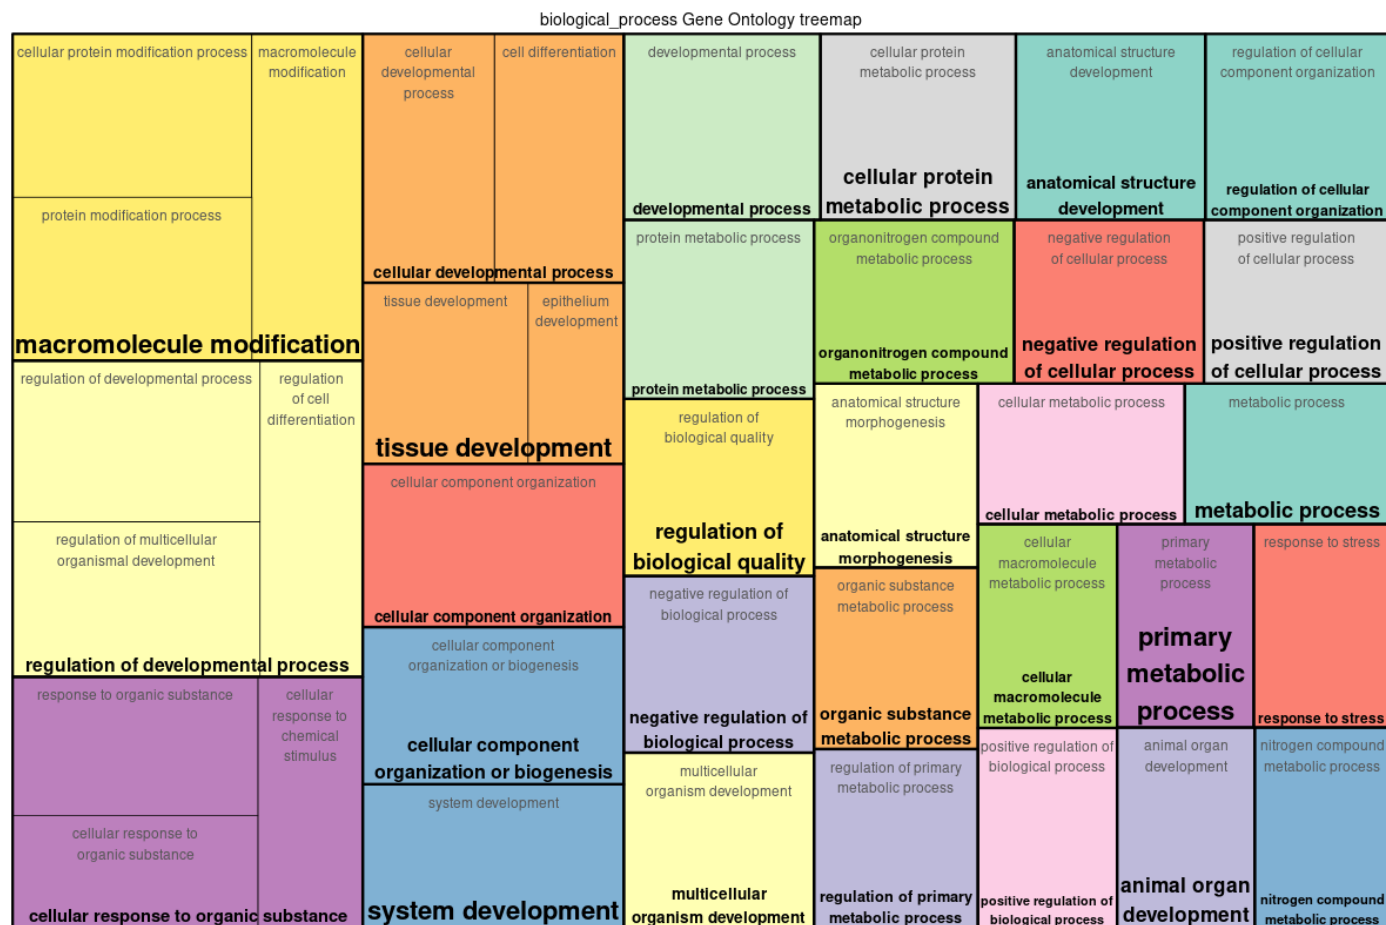 biological_process Gene Ontology treemap
cellular protein modification process
macromolecule
modification
protein modification process
macromolecule modification
regulation of developmental process
regulation
of cell
differentiation
regulation of multicellular
organismal development
regulation of developmental process
response to organic substance
cellular
response to
chemical
stimulus
cellular response to
organic substance
cellular response to organic substance
cellular
developmental
process
cell differentiation
cellular developmental process
tissue development
epithelium
development
tissue development
cellular component organization
cellular component organization
cellular component
organization or biogenesis
cellular component
organization or biogenesis
system development
system development
developmental process
developmental process
protein metabolic process
protein metabolic process
regulation of
biological quality
regulation of
biological quality
negative regulation of
biological process
negative regulation of
biological process
multicellular
organism development
multicellular
organism development
cellular protein
metabolic process
cellular protein
metabolic process
anatomical structure
development
anatomical structure
development
regulation of cellular
component organization
regulation of cellular
component organization
organonitrogen compound
metabolic process
organonitrogen compound
metabolic process
negative regulation
of cellular process
negative regulation
of cellular process
positive regulation
of cellular process
positive regulation
of cellular process
anatomical structure
morphogenesis
anatomical structure
morphogenesis
cellular metabolic process
cellular metabolic process
metabolic process
metabolic process
organic substance
metabolic process
organic substance
metabolic process
cellular
macromolecule
metabolic process
cellular
macromolecule
metabolic process
primary
metabolic
process
primary
metabolic
process
response to stress
response to stress
regulation of primary
metabolic process
regulation of primary
metabolic process
positive regulation of
biological process
positive regulation of
biological process
animal organ
development
animal organ
development
nitrogen compound
metabolic process
nitrogen compound
metabolic process